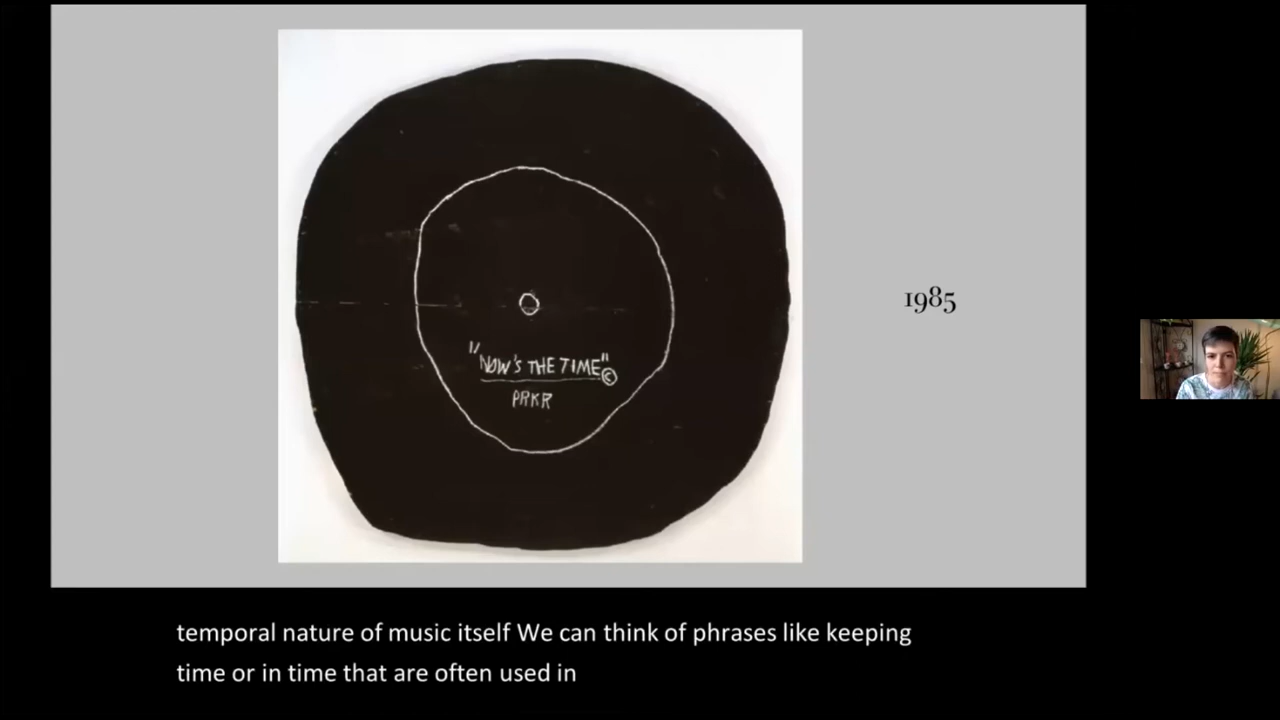 "NOW'S THE TIME"©
PRKR
1985
temporal nature of music itself We can think of phrases like keeping
time or in time that are often used in